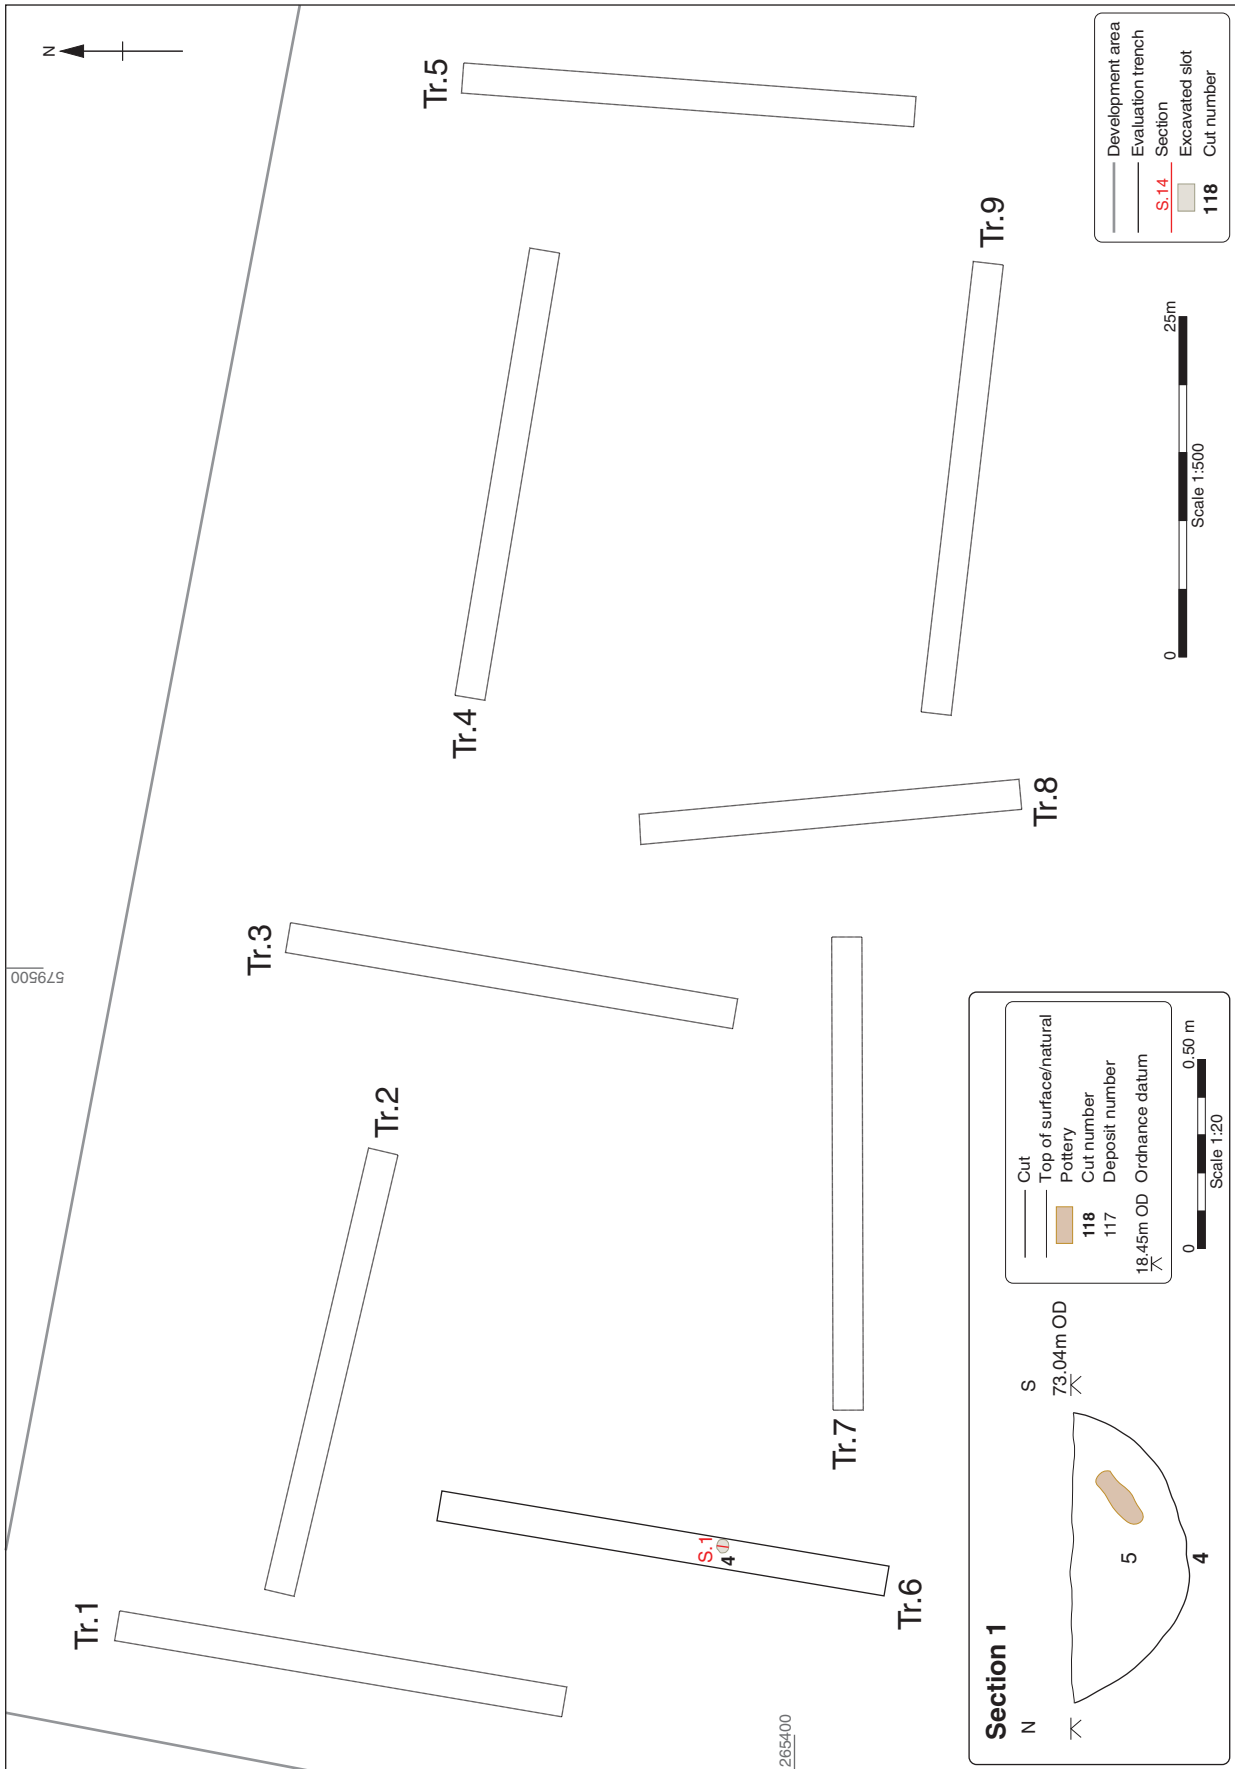 N
579500
265400
Tr.1
Tr.2
Tr.3
Tr.4
Tr.5
Tr.6
S.1
4
Tr.7
Tr.8
Tr.9
Section 1
N
S
73.04m OD
5
4
Cut
Top of surface/natural
Pottery
118 Cut number
117 Deposit number
18.45m OD Ordnance datum
0 0.50 m
Scale 1:20
0 25m
Scale 1:500
Development area
Evaluation trench
S.14 Section
Excavated slot
118 Cut number